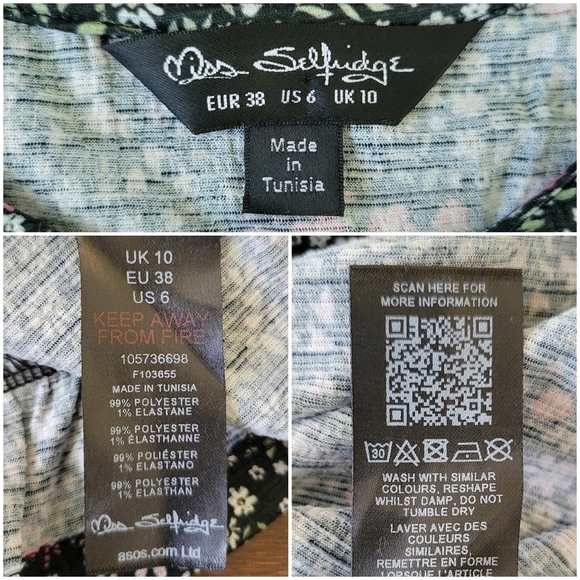 Miss Selfridge
EUR 38 US 6 UK 10
Made
in
Tunisia
UK 10
EU 38
US 6
KEEP AWAY
FROM FIRE
105736698
F103655
MADE IN TUNISIA
99% POLYESTER
1% ELASTANE
99% POLYESTER
1% ÉLASTHANNE
99% POLIÉSTER
1% ELASTANO
99% POLYESTER
1% ELASTHAN
Miss Selfridge
asos.com Ltd
SCAN HERE FOR
MORE INFORMATION
30
WASH WITH SIMILAR
COLOURS, RESHAPE
WHILST DAMP, DO NOT
TUMBLE DRY
LAVER AVEC DES
COULEURS
SIMILAIRES,
REMETTRE EN FORME
LORSQUE L'ARTICLE